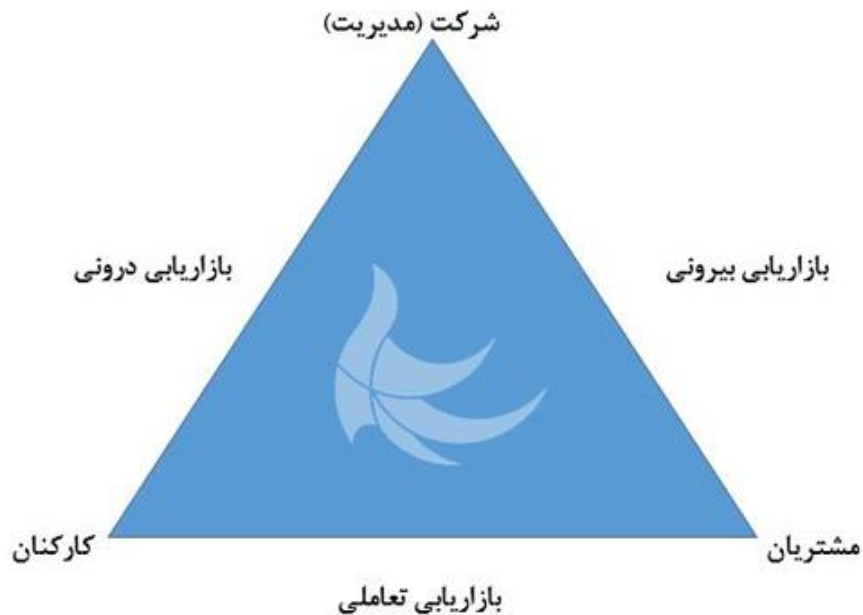 شرکت (مدیریت)
بازاریابی بیرونی
بازاریابی درونی
مشتریان
کارکنان
بازاریابی تعاملی